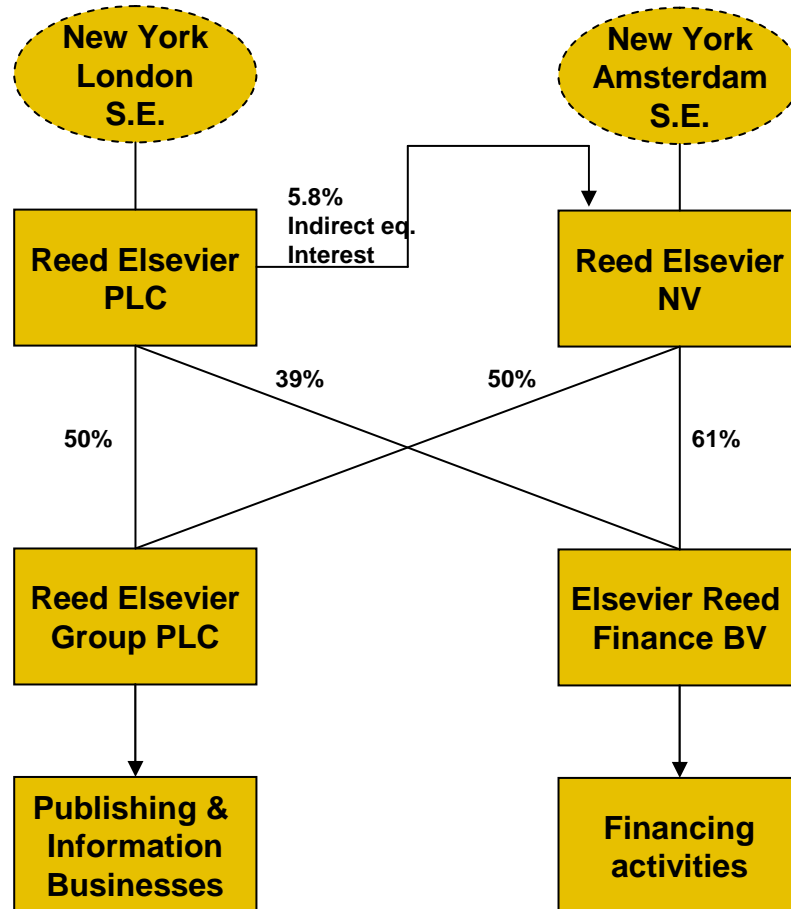 New York
London
S.E.
New York
Amsterdam
S.E.
5.8%
Indirect eq.
Interest
Reed Elsevier
PLC
Reed Elsevier
NV
39%
50%
50%
61%
Reed Elsevier
Group PLC
Elsevier Reed
Finance BV
Publishing &
Information
Businesses
Financing
activities